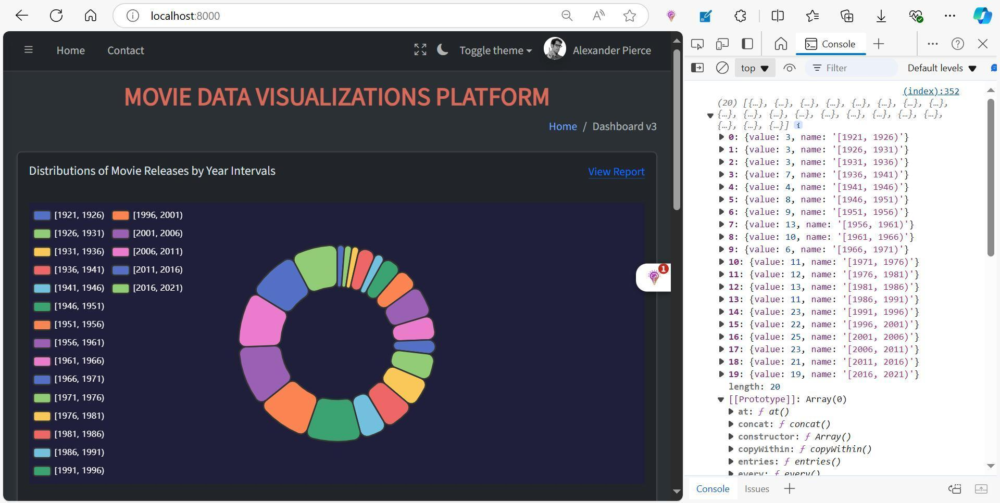 localhost:8000
Home
Contact
Toggle theme
Alexander Pierce
MOVIE DATA VISUALIZATIONS PLATFORM
Home / Dashboard v3
Distributions of Movie Releases by Year Intervals
View Report
[1921, 1926)
[1926, 1931)
[1931, 1936)
[1936, 1941)
[1941, 1946)
[1946, 1951)
[1951, 1956)
[1956, 1961)
[1961, 1966)
[1966, 1971)
[1971, 1976)
[1976, 1981)
[1981, 1986)
[1986, 1991)
[1991, 1996)
[1996, 2001)
[2001, 2006)
[2006, 2011)
[2011, 2016)
[2016, 2021)
1
Console
top
Filter
Default levels
(index):352
(20) [{…}, {…}, {…}, {…}, {…}, {…}, {…}, {…},
{…}, {…}, {…}, {…}, {…}, {…}, {…}, {…}, {…},
{…}, {…}, {…}] i
0: {value: 3, name: '[1921, 1926)'}
1: {value: 3, name: '[1926, 1931)'}
2: {value: 3, name: '[1931, 1936)'}
3: {value: 7, name: '[1936, 1941)'}
4: {value: 4, name: '[1941, 1946)'}
5: {value: 8, name: '[1946, 1951)'}
6: {value: 9, name: '[1951, 1956)'}
7: {value: 13, name: '[1956, 1961)'}
8: {value: 10, name: '[1961, 1966)'}
9: {value: 6, name: '[1966, 1971)'}
10: {value: 11, name: '[1971, 1976)'}
11: {value: 12, name: '[1976, 1981)'}
12: {value: 13, name: '[1981, 1986)'}
13: {value: 11, name: '[1986, 1991)'}
14: {value: 23, name: '[1991, 1996)'}
15: {value: 22, name: '[1996, 2001)'}
16: {value: 25, name: '[2001, 2006)'}
17: {value: 23, name: '[2006, 2011)'}
18: {value: 21, name: '[2011, 2016)'}
19: {value: 19, name: '[2016, 2021)'}
length: 20
[[Prototype]]: Array(0)
at: ƒ at()
concat: ƒ concat()
constructor: ƒ Array()
copyWithin: ƒ copyWithin()
entries: ƒ entries()
every: ƒ every()
Console
Issues